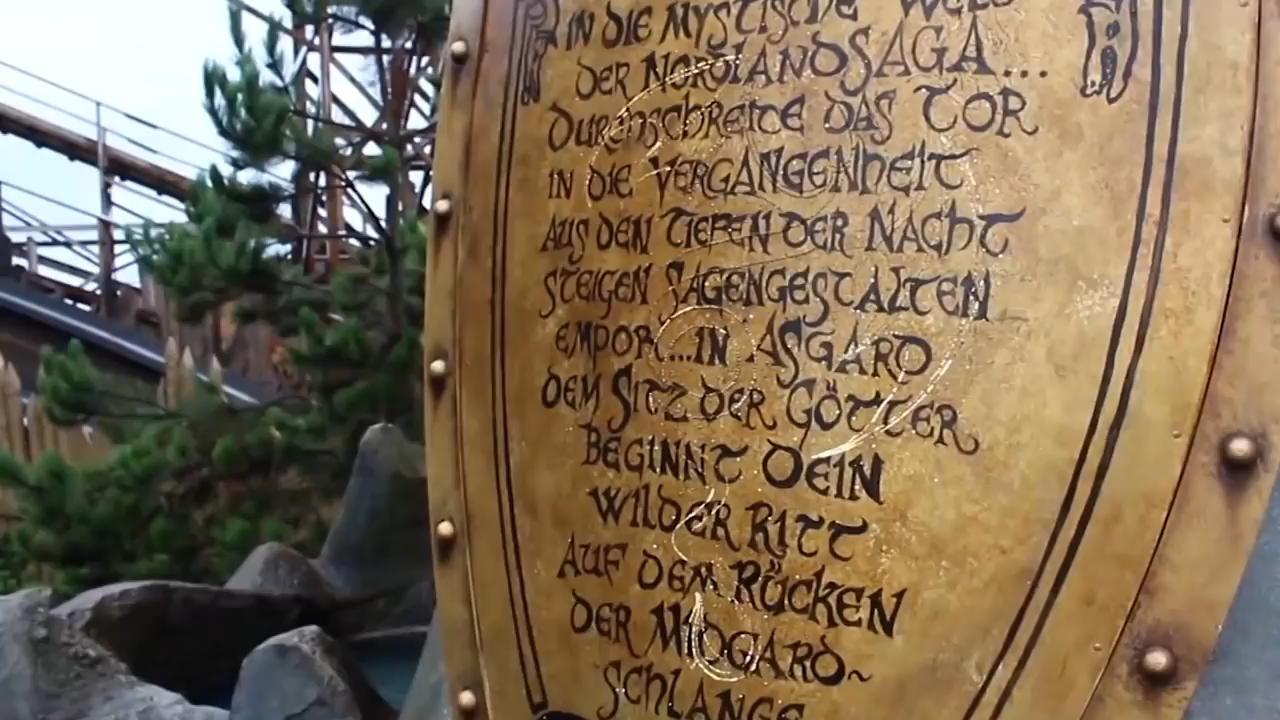 IN DIE MYSTISCHE WELT
DER NORDLANDSAGA...
DURCHSCHREITE DAS TOR
IN DIE VERGANGENHEIT
AUS DEN TIEFEN DER NACHT
STEIGEN SAGENGESTALTEN
EMPOR...IN ASGARD
DEM SITZ DER GÖTTER
BEGINNT DEIN
WILDER RITT
AUF DEM RÜCKEN
DER MIDGARD~
SCHLANGE